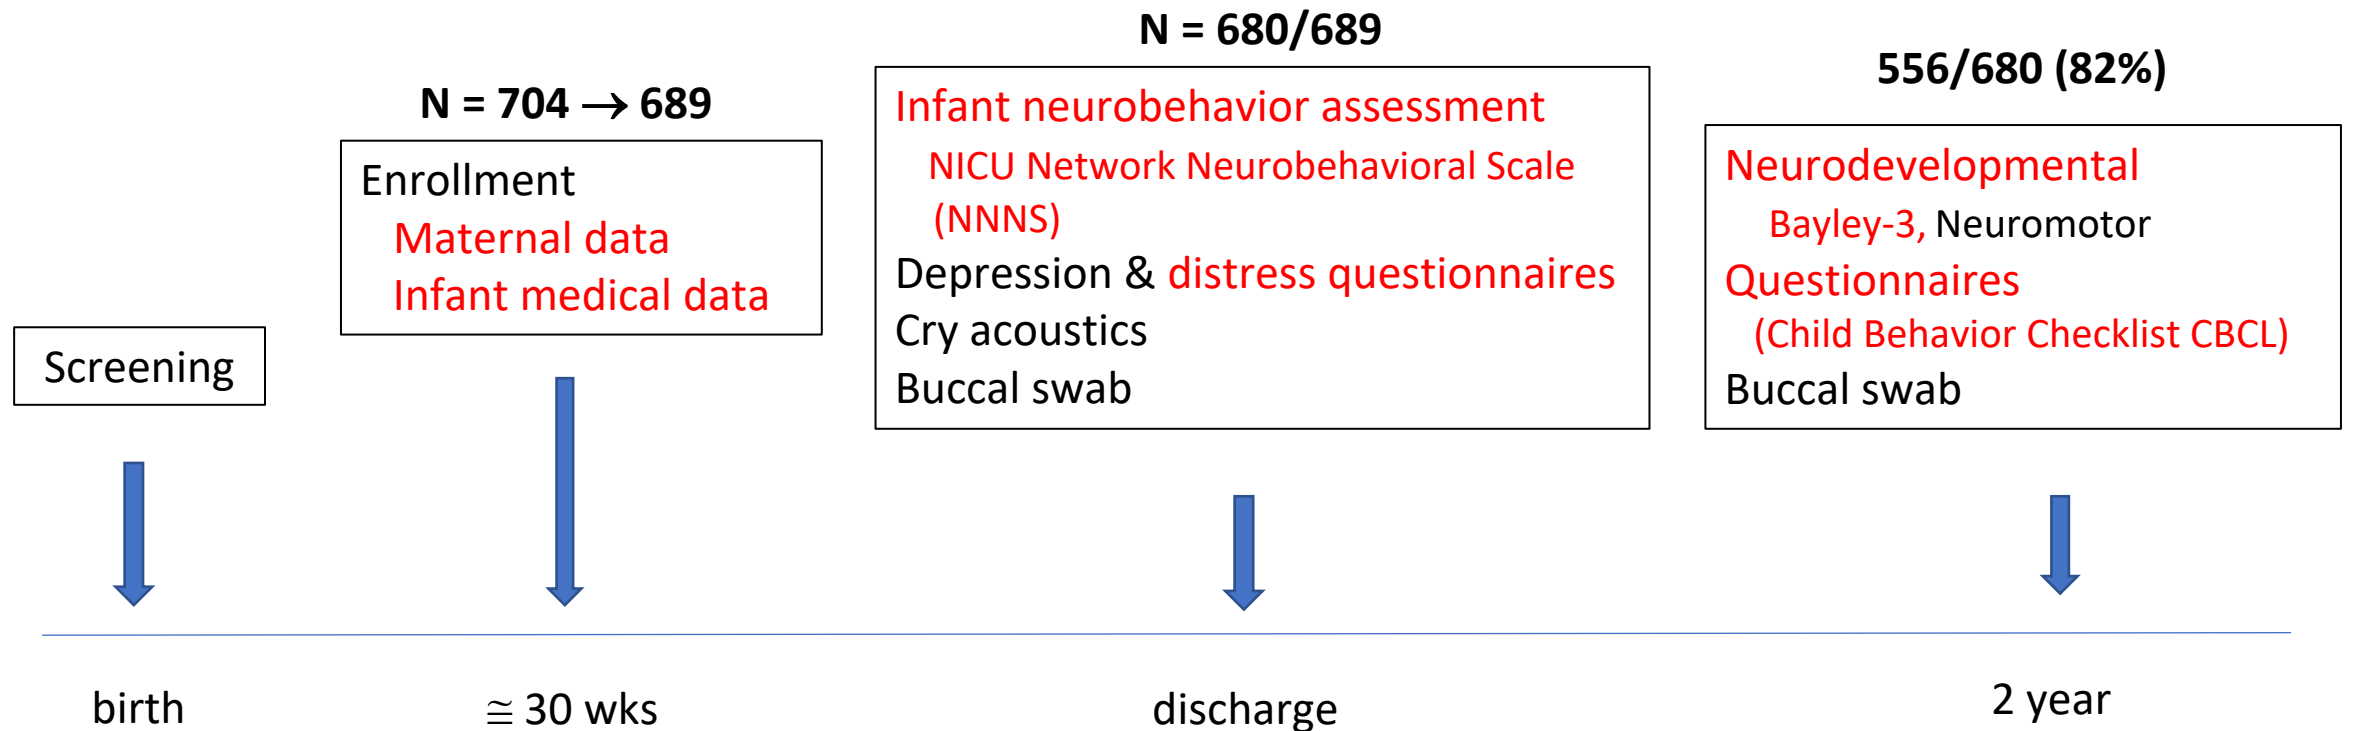 Screening
N = 704 → 689
Enrollment
Maternal data
Infant medical data
N = 680/689
Infant neurobehavior assessment
NICU Network Neurobehavioral Scale
(NNNS)
Depression & distress questionnaires
Cry acoustics
Buccal swab
556/680 (82%)
Neurodevelopmental
Bayley-3, Neuromotor
Questionnaires
(Child Behavior Checklist CBCL)
Buccal swab
birth
≅ 30 wks
discharge
2 year